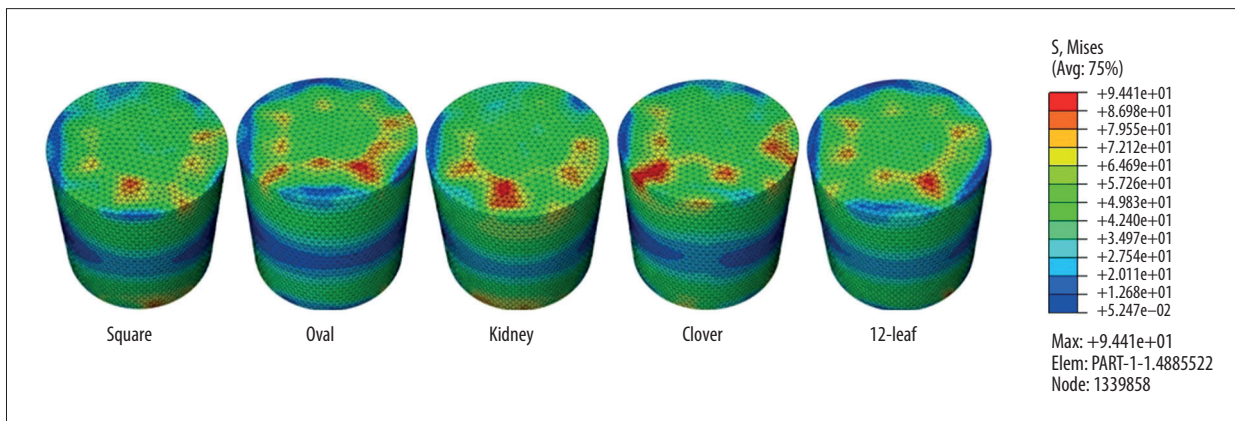 Square
Oval
Kidney
Clover
12-leaf
S, Mises
(Avg: 75%)
+9.441e+01
+8.698e+01
+7.955e+01
+7.212e+01
+6.469e+01
+5.726e+01
+4.983e+01
+4.240e+01
+3.497e+01
+2.754e+01
+2.011e+01
+1.268e+01
+5.247e−02
Max: +9.441e+01
Elem: PART-1-1.4885522
Node: 1339858